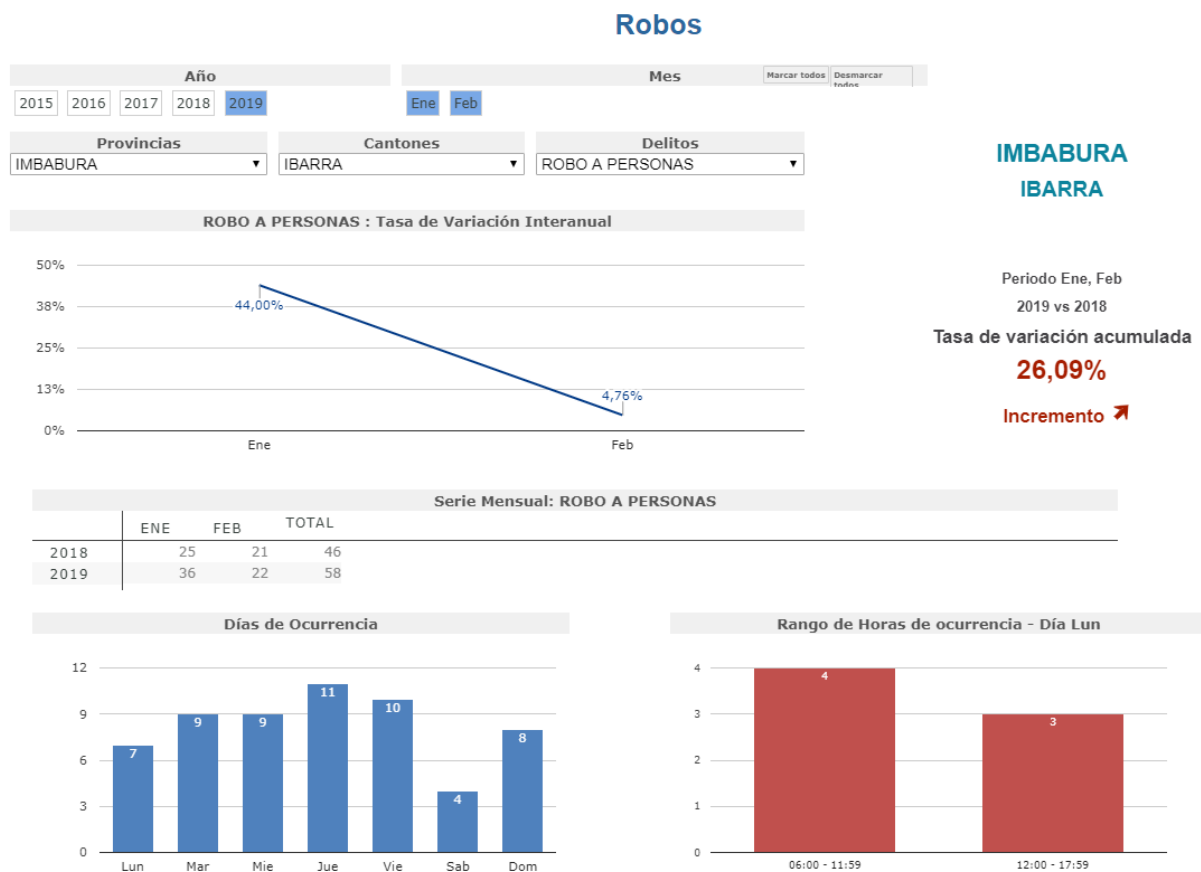 Robos
Año
Mes
Marcar todos
Desmarcar
todos
2015 2016 2017 2018 2019
Ene Feb
Provincias
Cantones
Delitos
IMBABURA
IBARRA
ROBO A PERSONAS
IMBABURA
IBARRA
ROBO A PERSONAS : Tasa de Variación Interanual
50%
38%
25%
13%
0%
44,00%
4,76%
Ene Feb
Periodo Ene, Feb
2019 vs 2018
Tasa de variación acumulada
26,09%
Incremento
Serie Mensual: ROBO A PERSONAS
ENE FEB TOTAL
2018 25 21 46
2019 36 22 58
Días de Ocurrencia
12
9
6
3
0
7 9 9 11 10 4 8
Lun Mar Mie Jue Vie Sab Dom
Rango de Horas de ocurrencia - Día Lun
4
3
2
1
0
4 3
06:00 - 11:59 12:00 - 17:59